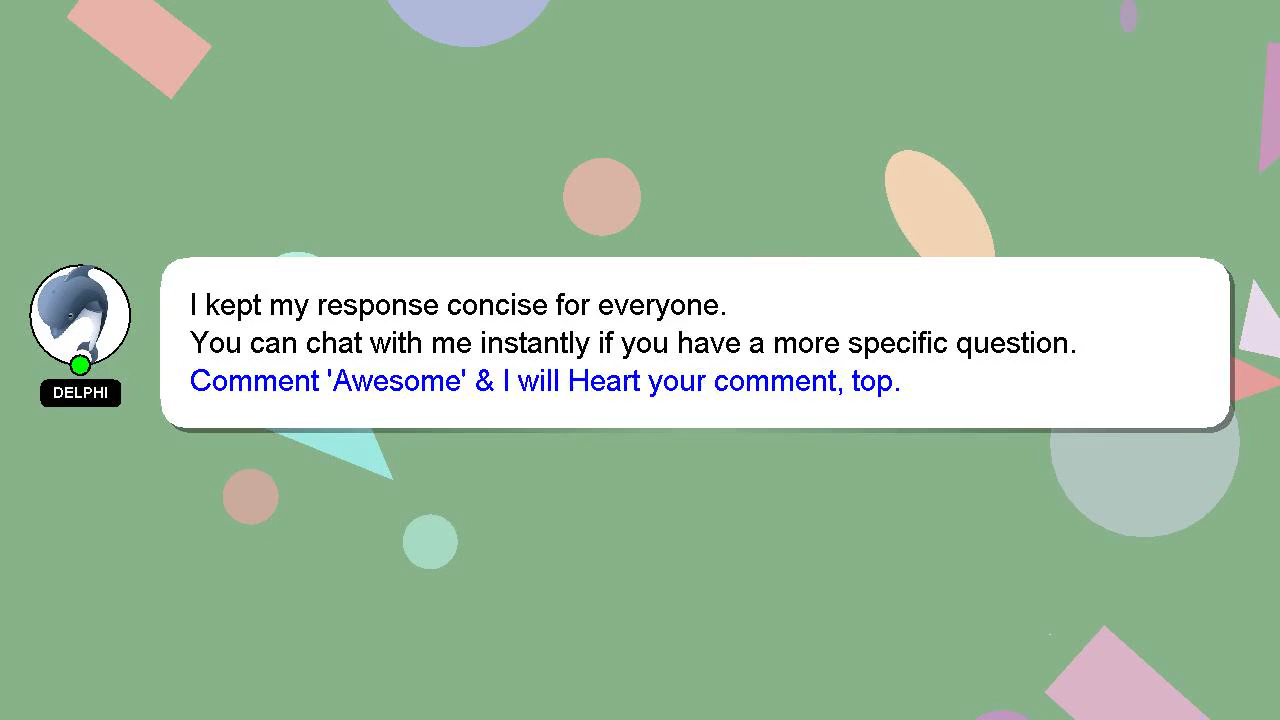 I kept my response concise for everyone.
You can chat with me instantly if you have a more specific question.
Comment 'Awesome' & I will Heart your comment, top.
DELPHI